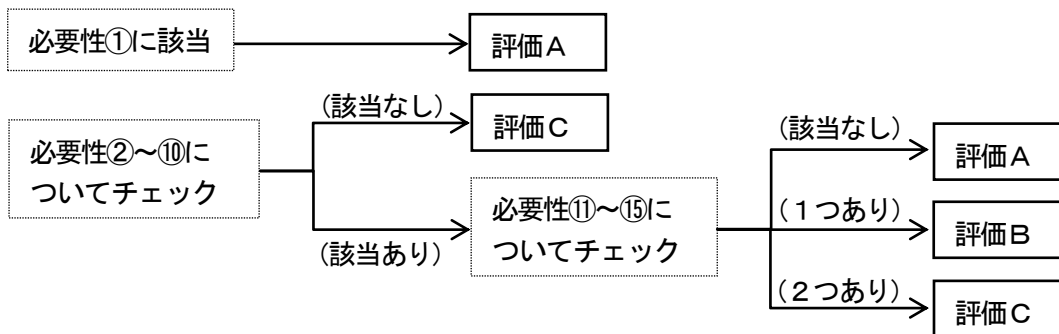 必要性①に該当
評価Ａ
必要性②～⑩に
ついてチェック
(該当なし)
評価Ｃ
(該当あり)
必要性⑪～⑮に
ついてチェック
(該当なし)
評価Ａ
(１つあり)
評価Ｂ
(２つあり)
評価Ｃ